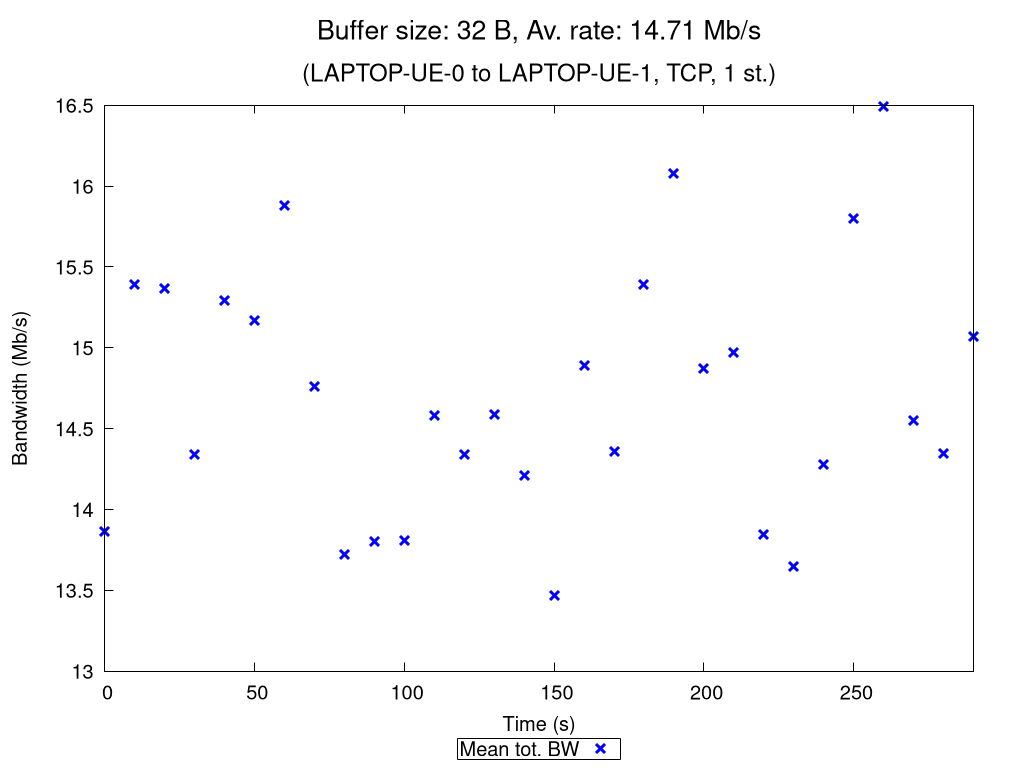 Buffer size: 32 B, Av. rate: 14.71 Mb/s
(LAPTOP-UE-0 to LAPTOP-UE-1, TCP, 1 st.)
16.5
16
15.5
15
14.5
14
13.5
13
Bandwidth (Mb/s)
0 50 100 150 200 250
Time (s)
Mean tot. BW